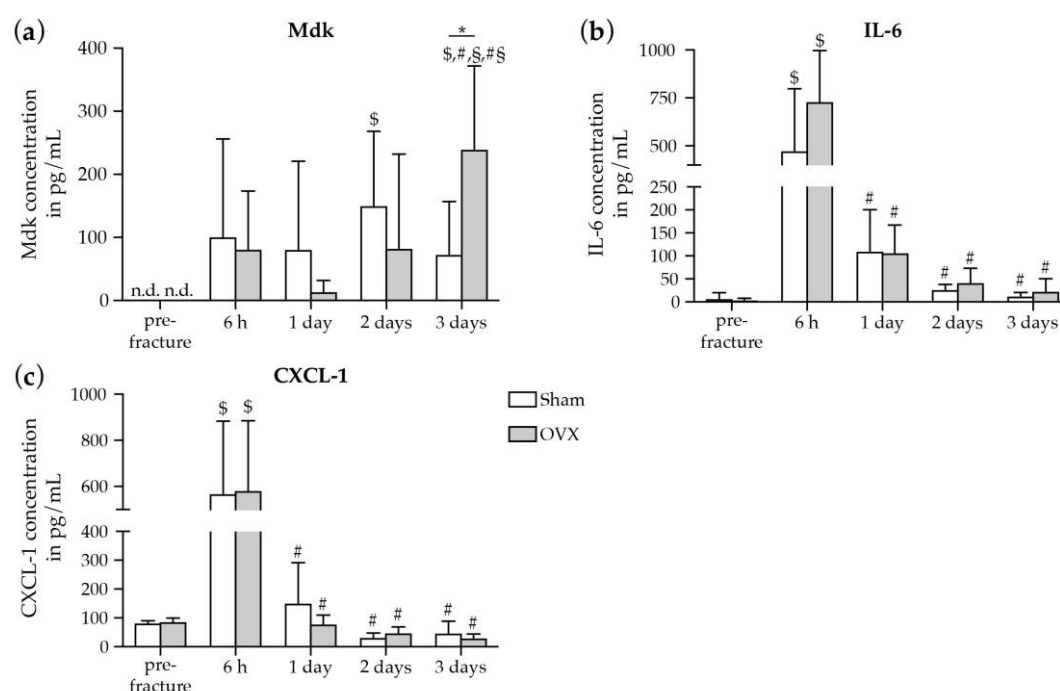 (a)
Mdk
Mdk concentration
in pg/mL
400
300
200
100
0
n.d. n.d.
$
*
$,#,§,#§
pre-
fracture
6 h
1 day
2 days
3 days
(b)
IL-6
IL-6 concentration
in pg/mL
1000
750
500
250
200
150
100
50
0
$
$
#
#
#
#
#
#
pre-
fracture
6 h
1 day
2 days
3 days
(c)
CXCL-1
CXCL-1 concentration
in pg/mL
1000
800
600
400
300
200
100
0
$
$
#
#
#
#
#
#
pre-
fracture
6 h
1 day
2 days
3 days
Sham
OVX